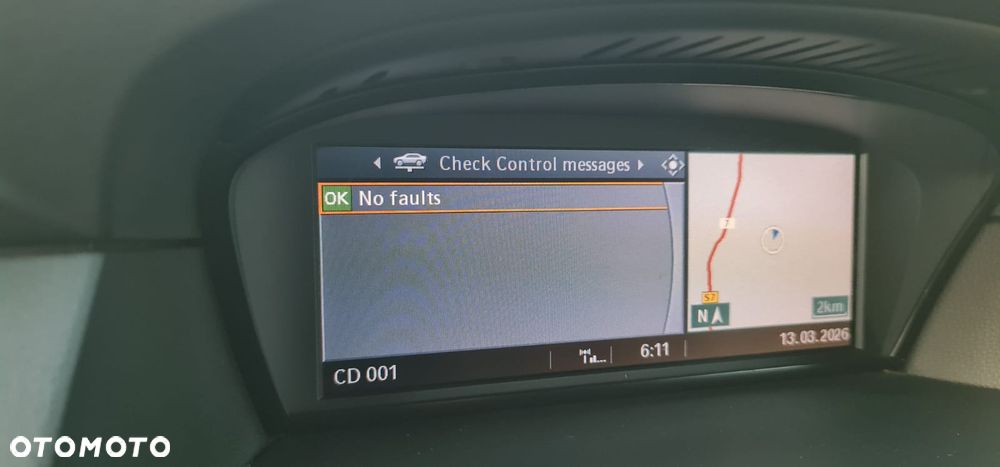 Check Control messages
OK No faults
7
S7
N
2km
13.03.2026
6:11
CD 001
OTOMOTO